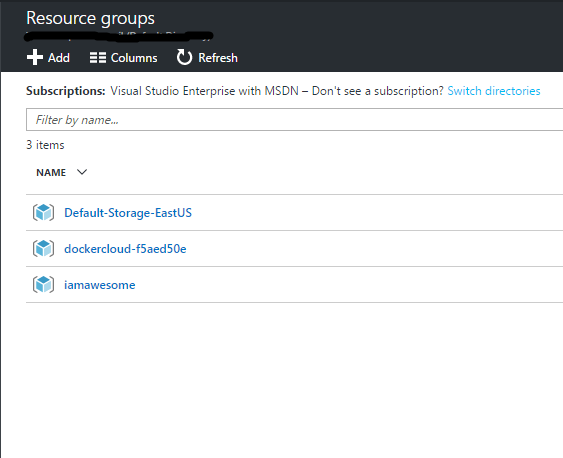 Resource groups
Add Columns Refresh
Subscriptions: Visual Studio Enterprise with MSDN – Don't see a subscription? Switch directories
Filter by name...
3 items
NAME
Default-Storage-EastUS
dockercloud-f5aed50e
iamawesome